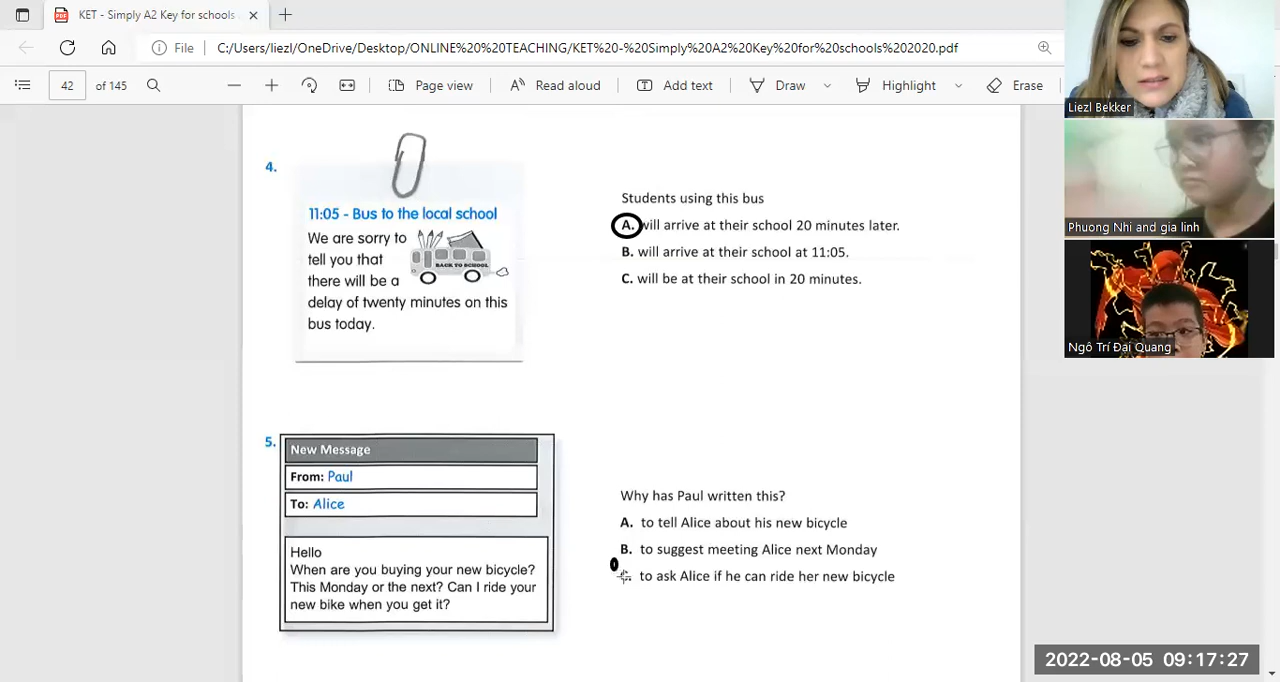 KET - Simply A2 Key for schools
File C:/Users/liezl/OneDrive/Desktop/ONLINE%20%20TEACHING/KET%20-%20Simply%20A2%20Key%20for%20schools%202020.pdf
42 of 145 Page view Read aloud Add text Draw Highlight Erase
Liezl Bekker
Phuong Nhi and gia linh
Ngô Trí Đai Quang
4.
11:05 - Bus to the local school
We are sorry to
tell you that
there will be a
delay of twenty minutes on this
bus today.
BACK TO SCHOOL
Students using this bus
A. will arrive at their school 20 minutes later.
B. will arrive at their school at 11:05.
C. will be at their school in 20 minutes.
5.
New Message
From: Paul
To: Alice
Hello
When are you buying your new bicycle?
This Monday or the next? Can I ride your
new bike when you get it?
Why has Paul written this?
A. to tell Alice about his new bicycle
B. to suggest meeting Alice next Monday
to ask Alice if he can ride her new bicycle
2022-08-05 09:17:27